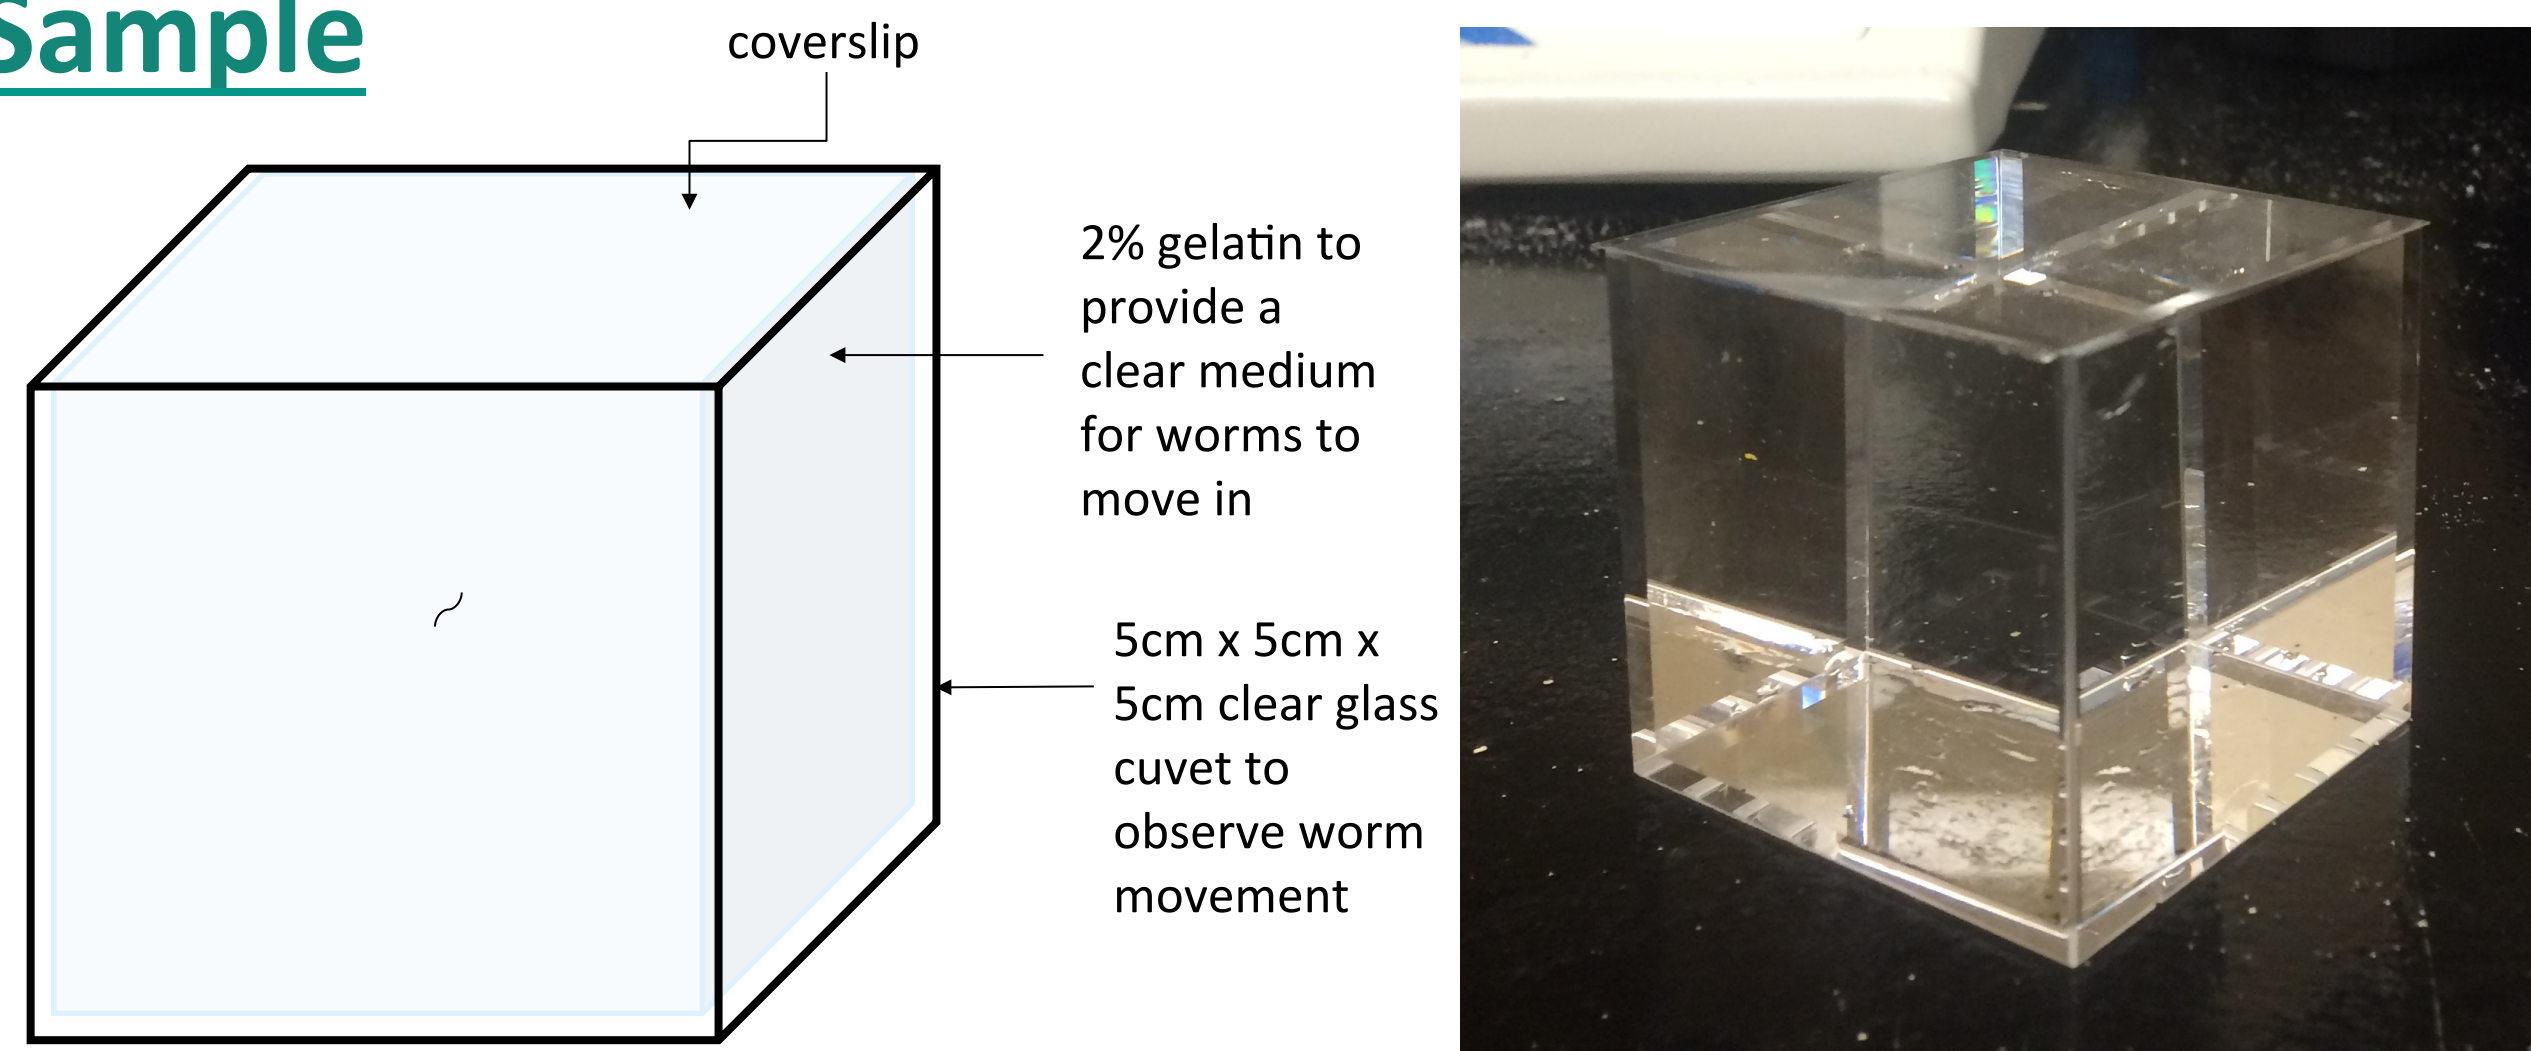 Sample
coverslip
2% gelatin to
provide a
clear medium
for worms to
move in
5cm x 5cm x
5cm clear glass
cuvet to
observe worm
movement